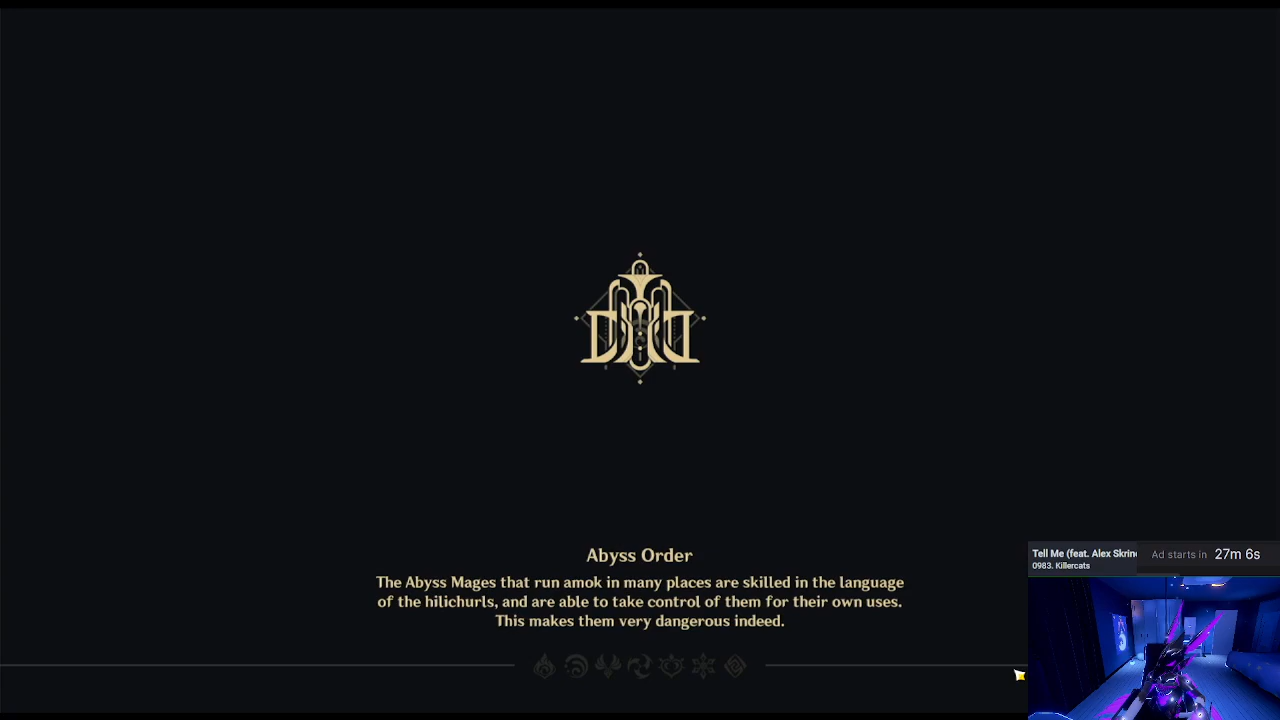 Abyss Order
The Abyss Mages that run amok in many places are skilled in the language
of the hilichurls, and are able to take control of them for their own uses.
This makes them very dangerous indeed.
Tell Me (feat. Alex Skrin
Ad starts in 27m 6s
0983. Killercats